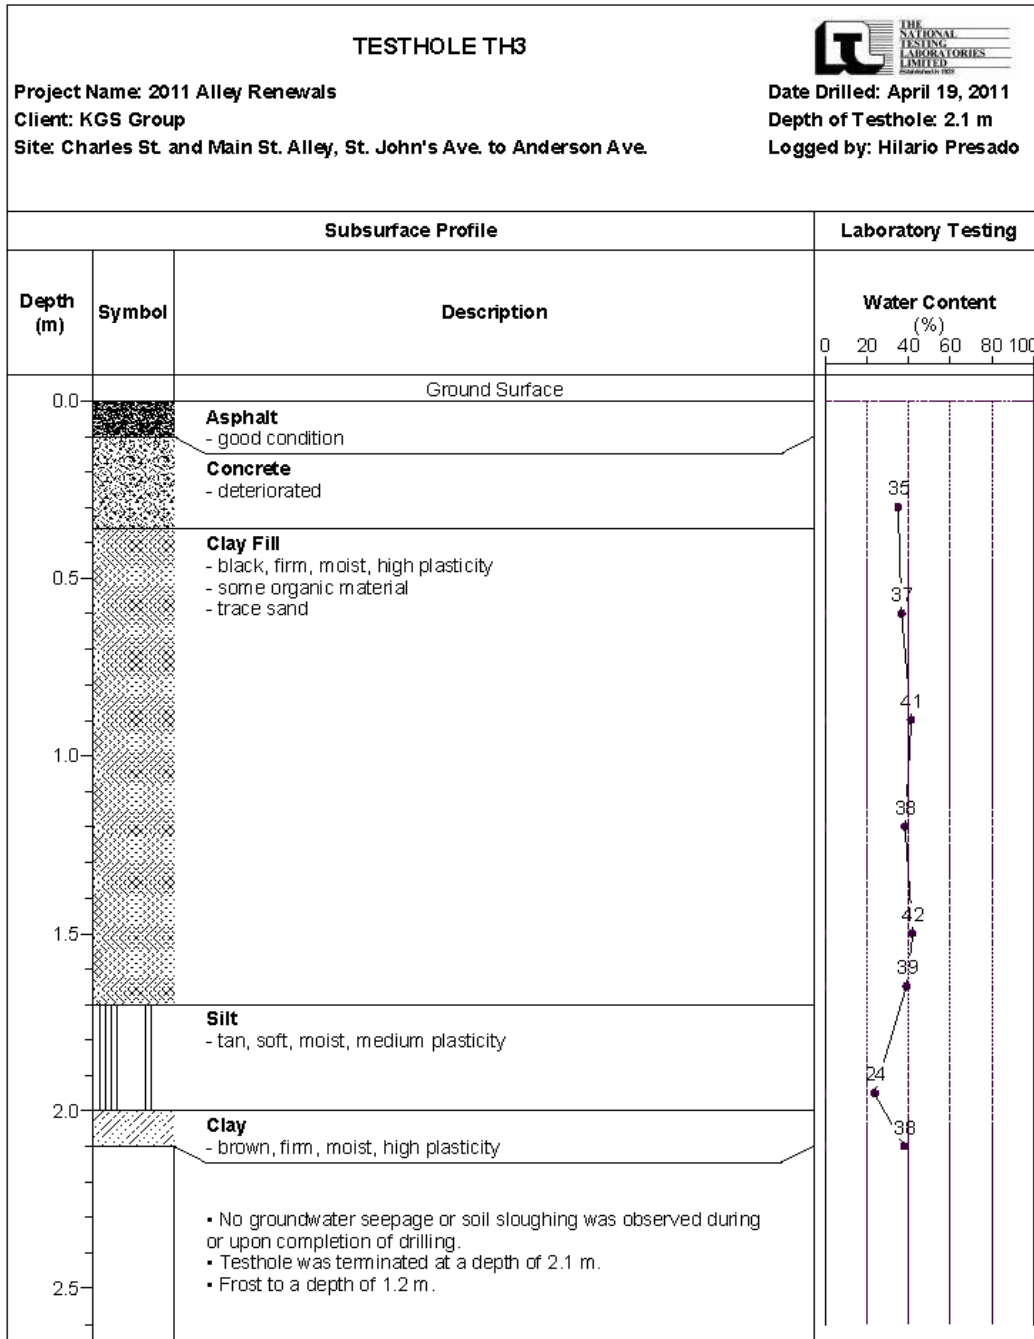 TESTHOLE TH3
THE
NATIONAL
TESTING
LABORATORIES
LIMITED
Established in 1923
Project Name: 2011 Alley Renewals
Date Drilled: April 19, 2011
Client: KGS Group
Depth of Testhole: 2.1 m
Site: Charles St. and Main St. Alley, St. John's Ave. to Anderson Ave.
Logged by: Hilario Presado
Subsurface Profile
Laboratory Testing
Depth
(m)
Symbol
Description
Water Content
(%)
0 20 40 60 80 100
Ground Surface
0.0
Asphalt
- good condition
Concrete
- deteriorated
35
Clay Fill
- black, firm, moist, high plasticity
0.5
- some organic material
37
- trace sand
41
1.0
38
1.5
42
39
Silt
- tan, soft, moist, medium plasticity
24
2.0
Clay
38
- brown, firm, moist, high plasticity
• No groundwater seepage or soil sloughing was observed during
or upon completion of drilling.
• Testhole was terminated at a depth of 2.1 m.
• Frost to a depth of 1.2 m.
2.5